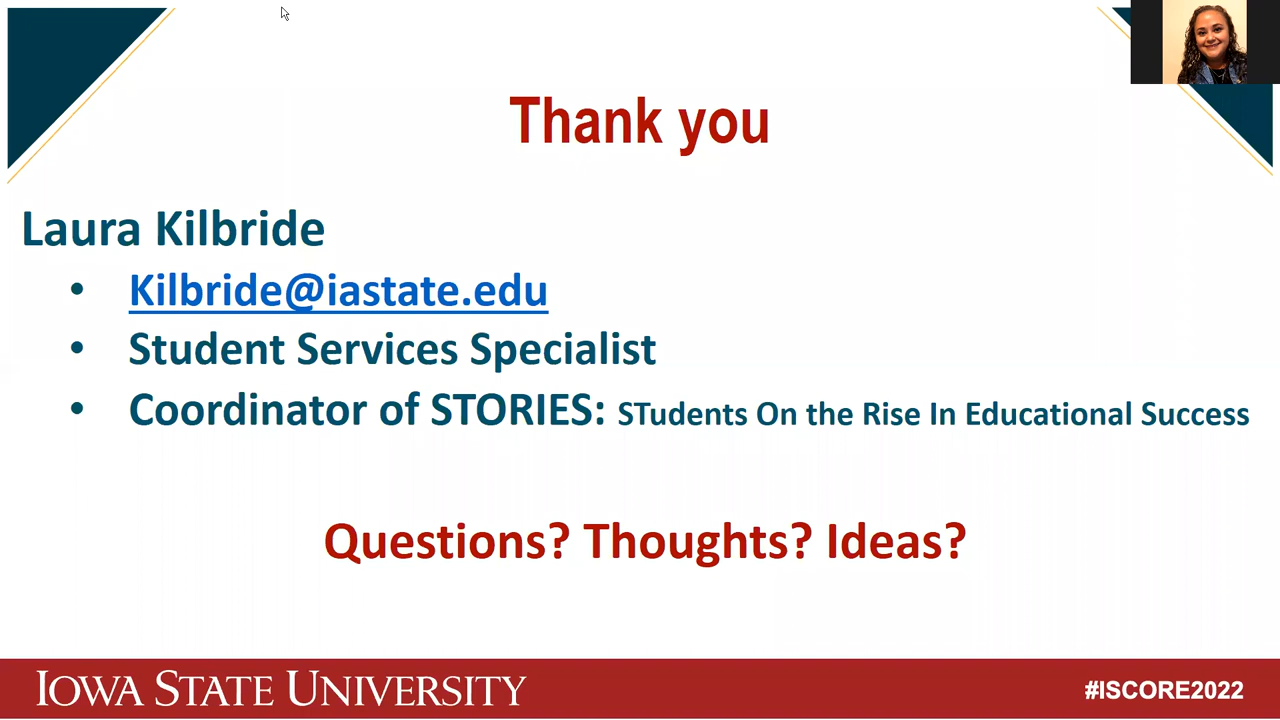 Thank you
Laura Kilbride
• Kilbride@iastate.edu
• Student Services Specialist
• Coordinator of STORIES: STudents On the Rise In Educational Success
Questions? Thoughts? Ideas?
IOWA STATE UNIVERSITY
#ISCORE2022